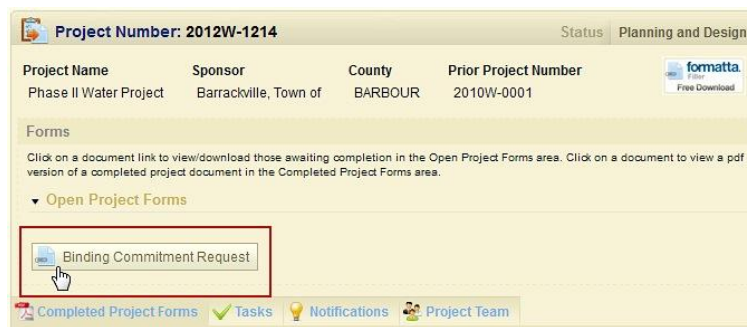 Project Number: 2012W-1214 Status Planning and Design
Project Name Sponsor County Prior Project Number
Phase II Water Project Barrackville, Town of BARBOUR 2010W-0001
formatta.
Filler
Free Download
Forms
Click on a document link to view/download those awaiting completion in the Open Project Forms area. Click on a document to view a pdf
version of a completed project document in the Completed Project Forms area.
Open Project Forms
Binding Commitment Request
Completed Project Forms Tasks Notifications Project Team